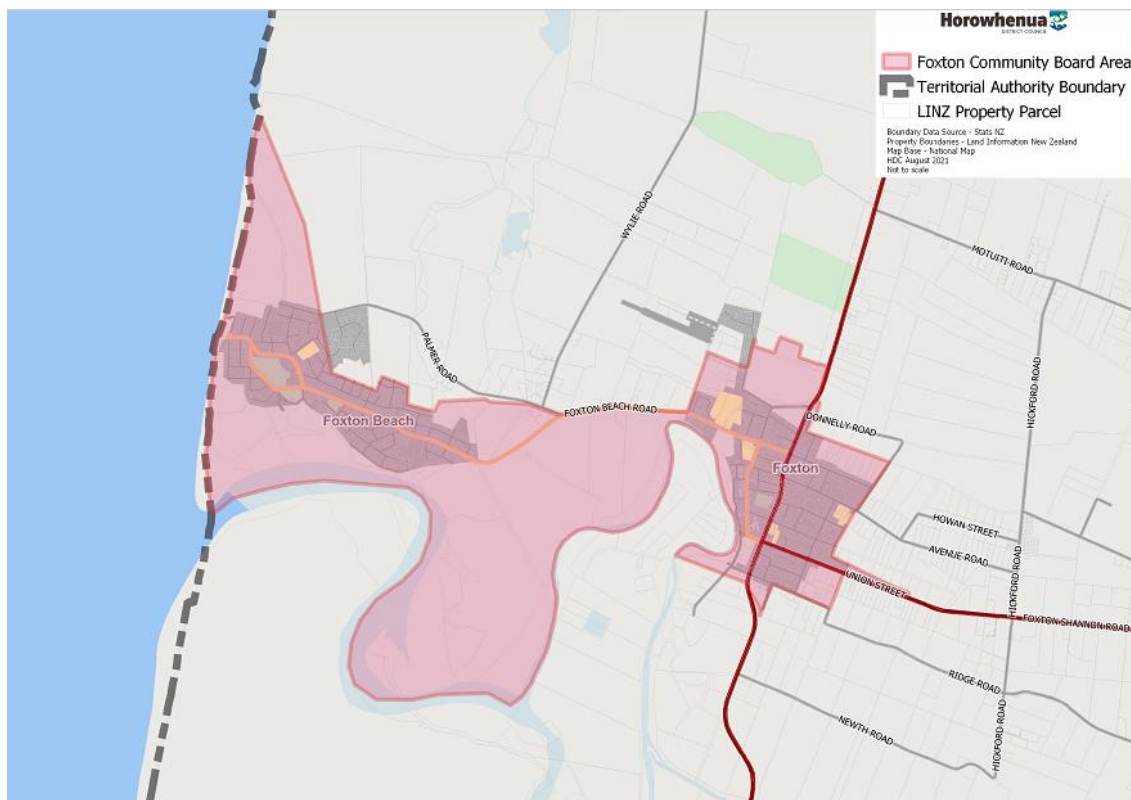 Horowhenua
DISTRICT COUNCIL
Foxton Community Board Area
Territorial Authority Boundary
LINZ Property Parcel
Boundary Data Source - Stats NZ
Property Boundaries - Land Information New Zealand
Map Base - National Map
HDC August 2021
Not to scale
WYLIE ROAD
MOTUITI ROAD
HICKFORD ROAD
PALMER ROAD
FOXTON BEACH ROAD
Foxton Beach
DONNELLY ROAD
Foxton
HOWAN STREET
AVENUE ROAD
UNION STREET
HICKFORD ROAD
FOXTON SHANNON ROAD
RIDGE ROAD
NEWTH ROAD
HICKFORD ROAD